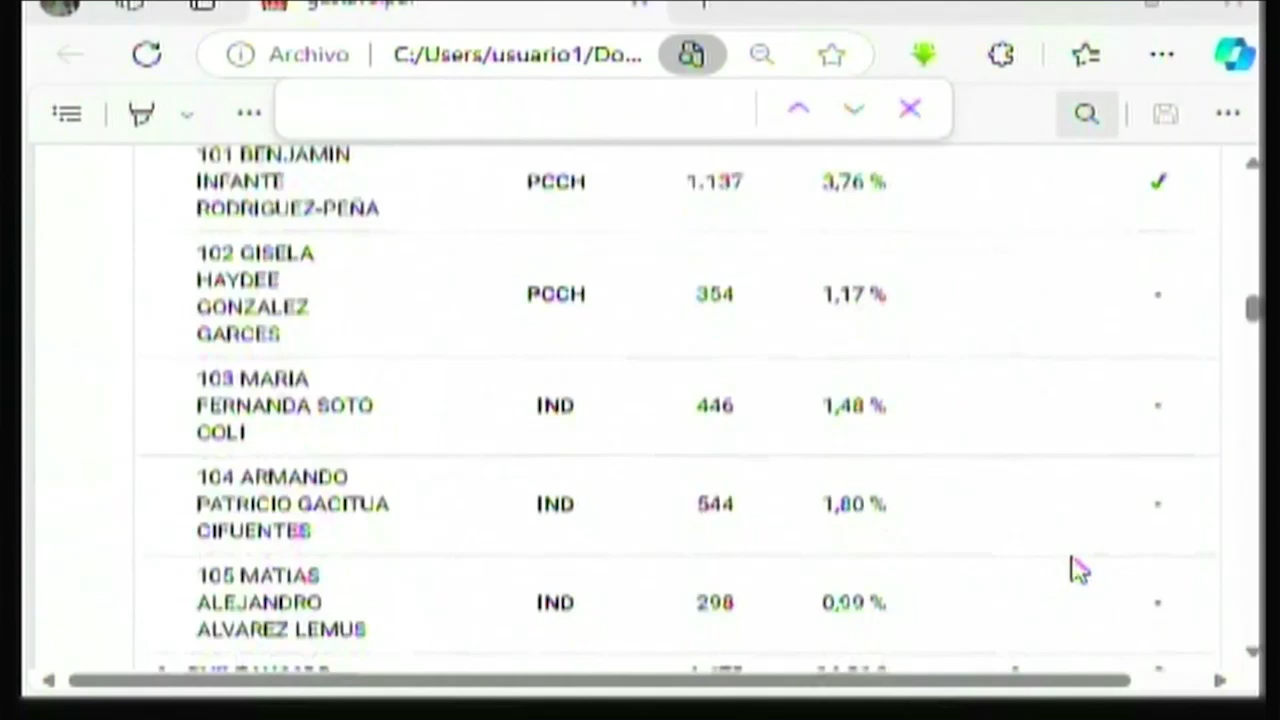 Archivo | C:/Users/usuario1/Do...
101 BENJAMIN
INFANTE
RODRIGUEZ-PEÑA
PCCH 1.137 3,76 % ✓
102 GISELA
HAYDEE
GONZALEZ
GARCES
PCCH 354 1,17 % -
103 MARIA
FERNANDA SOTO
COLI
IND 446 1,48 % -
104 ARMANDO
PATRICIO GACITUA
CIFUENTES
IND 544 1,80 % -
105 MATIAS
ALEJANDRO
ALVAREZ LEMUS
IND 298 0,99 % -